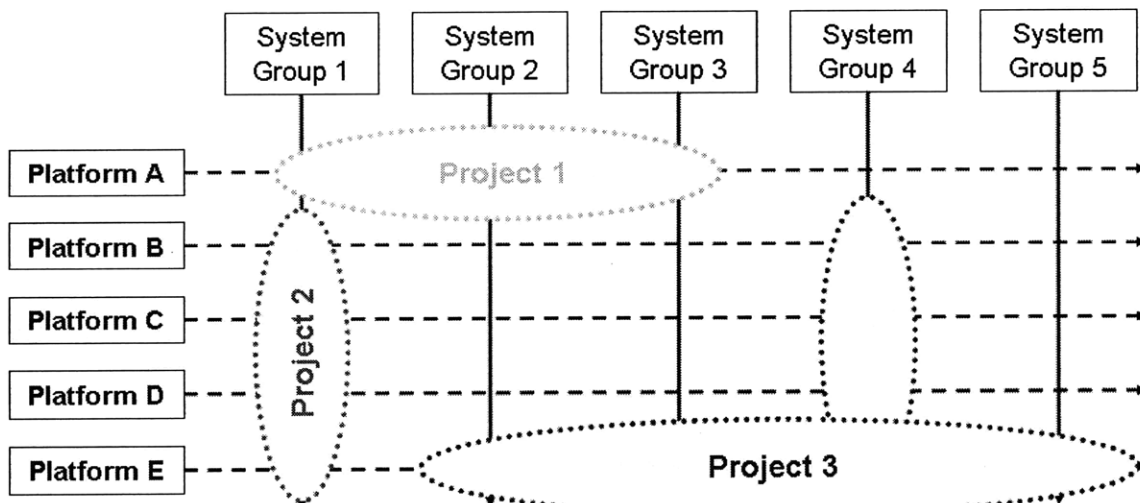 System
Group 1
System
Group 2
System
Group 3
System
Group 4
System
Group 5
Platform A
Project 1
Platform B
Platform C
Project 2
Platform D
Platform E
Project 3